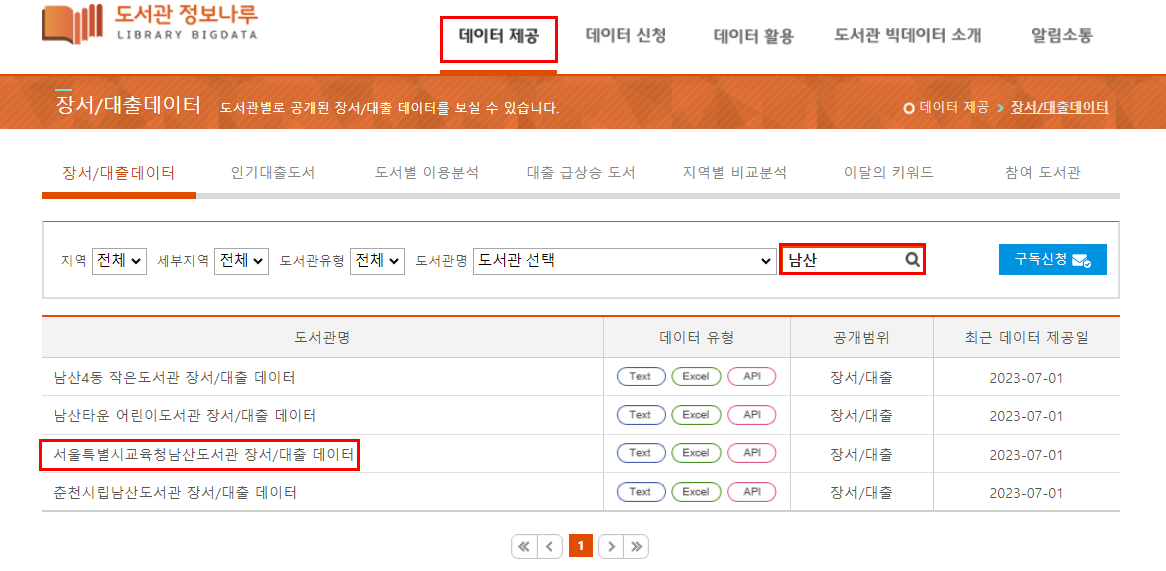 도서관 정보나루
LIBRARY BIGDATA
데이터 제공 데이터 신청 데이터 활용 도서관 빅데이터 소개 알림소통
장서/대출데이터 도서관별로 공개된 장서/대출 데이터를 보실 수 있습니다. 데이터 제공 > 장서/대출데이터
장서/대출데이터 인기대출도서 도서별 이용분석 대출 급상승 도서 지역별 비교분석 이달의 키워드 참여 도서관
지역 전체 세부지역 전체 도서관유형 전체 도서관명 도서관 선택 남산 구독신청
도서관명 데이터 유형 공개범위 최근 데이터 제공일
남산4동 작은도서관 장서/대출 데이터 Text Excel API 장서/대출 2023-07-01
남산타운 어린이도서관 장서/대출 데이터 Text Excel API 장서/대출 2023-07-01
서울특별시교육청남산도서관 장서/대출 데이터 Text Excel API 장서/대출 2023-07-01
춘천시립남산도서관 장서/대출 데이터 Text Excel API 장서/대출 2023-07-01
« ‹ 1 › »